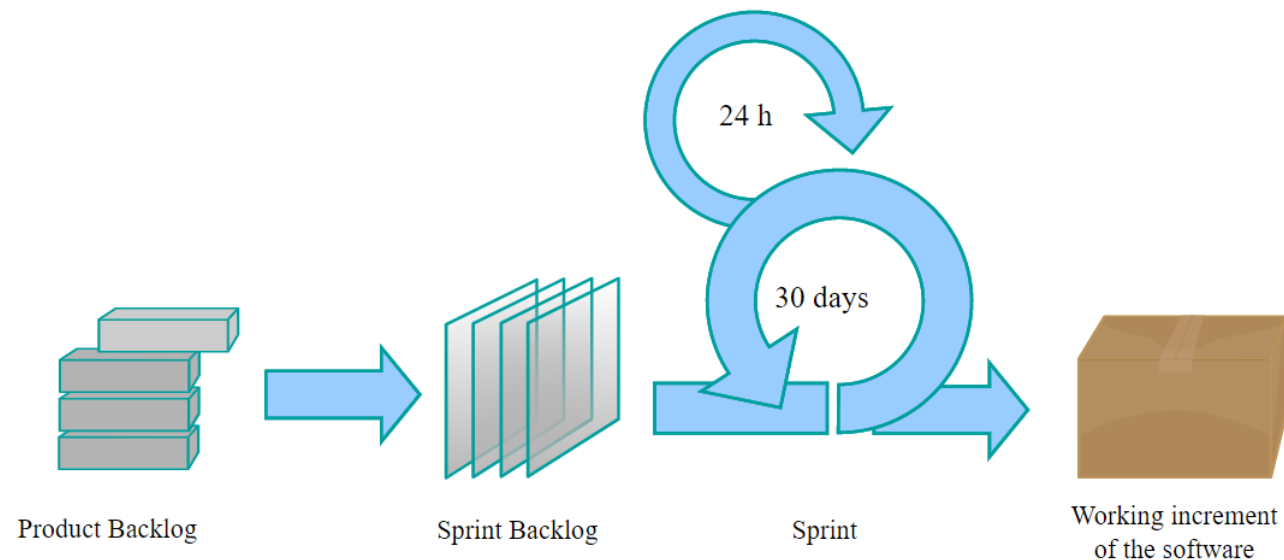 24 h
30 days
Product Backlog
Sprint Backlog
Sprint
Working increment
of the software